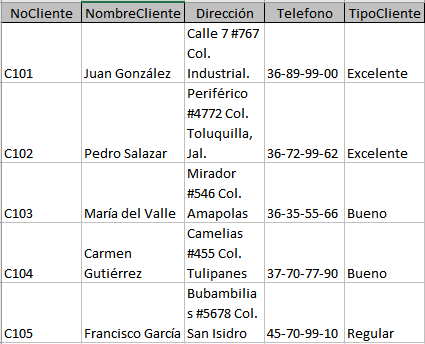 NoCliente NombreCliente Dirección Telefono TipoCliente
Calle 7 #767
Col.
C101 Juan González Industrial. 36-89-99-00 Excelente
Periférico
#4772 Col.
Toluquilla,
C102 Pedro Salazar Jal. 36-72-99-62 Excelente
Mirador
#546 Col.
C103 María del Valle Amapolas 36-35-55-66 Bueno
Camelias
Carmen #455 Col.
C104 Gutiérrez Tulipanes 37-70-77-90 Bueno
Bubambilia
s #5678 Col.
C105 Francisco García San Isidro 45-70-99-10 Regular